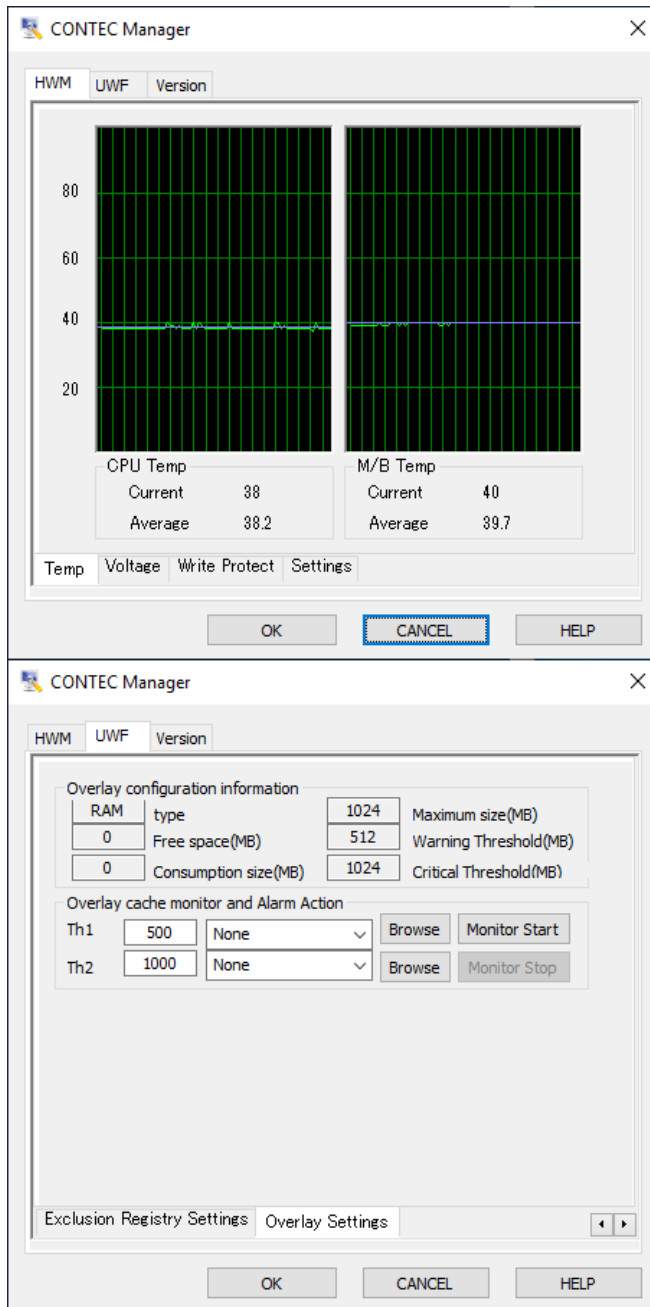 CONTEC Manager
HWM UWF Version
80
60
40
20
CPU Temp M/B Temp
Current 38 Current 40
Average 38.2 Average 39.7
Temp Voltage Write Protect Settings
OK CANCEL HELP
CONTEC Manager
HWM UWF Version
Overlay configuration information
RAM type 1024 Maximum size(MB)
0 Free space(MB) 512 Warning Threshold(MB)
0 Consumption size(MB) 1024 Critical Threshold(MB)
Overlay cache monitor and Alarm Action
Th1 500 None Browse Monitor Start
Th2 1000 None Browse Monitor Stop
Exclusion Registry Settings Overlay Settings
OK CANCEL HELP